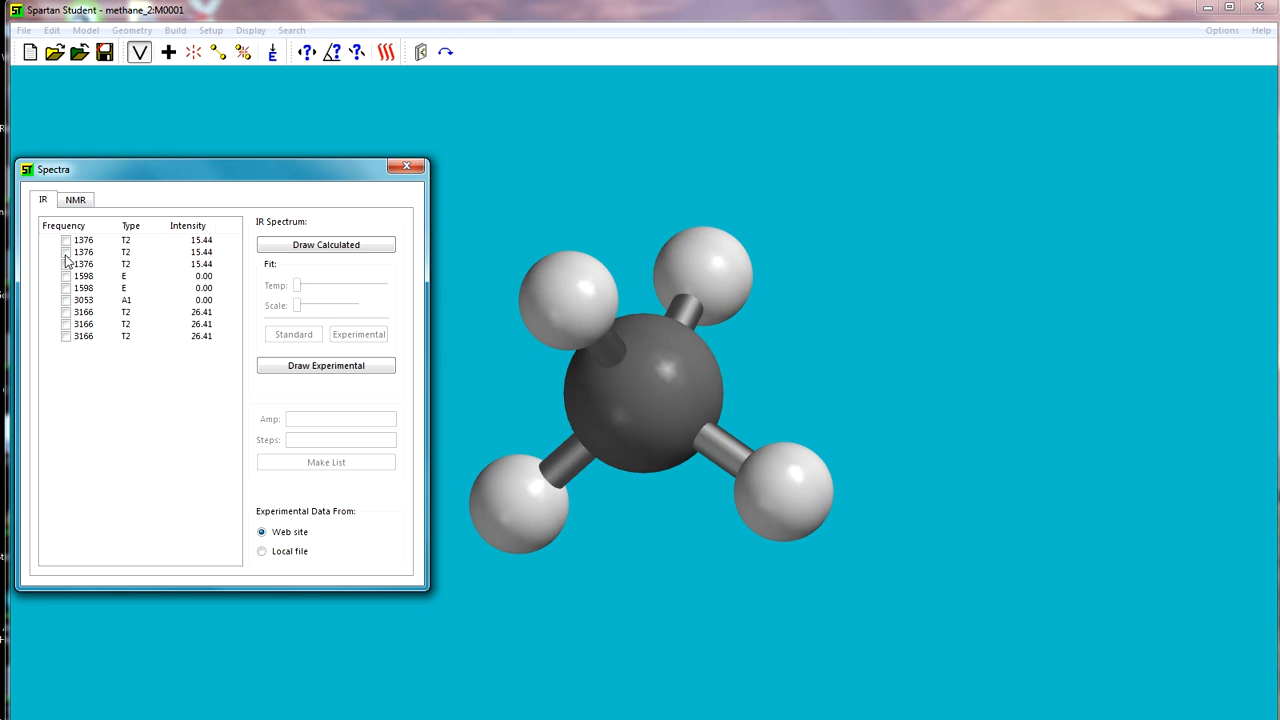 Spartan Student - methane_2:M0001
File Edit Model Geometry Build Setup Display Search Options Help
Spectra
IR NMR
Frequency Type Intensity
1376 T2 15.44
1376 T2 15.44
1376 T2 15.44
1598 E 0.00
1598 E 0.00
3053 A1 0.00
3166 T2 26.41
3166 T2 26.41
3166 T2 26.41
IR Spectrum:
Draw Calculated
Fit:
Temp:
Scale:
Standard Experimental
Draw Experimental
Amp:
Steps:
Make List
Experimental Data From:
Web site
Local file